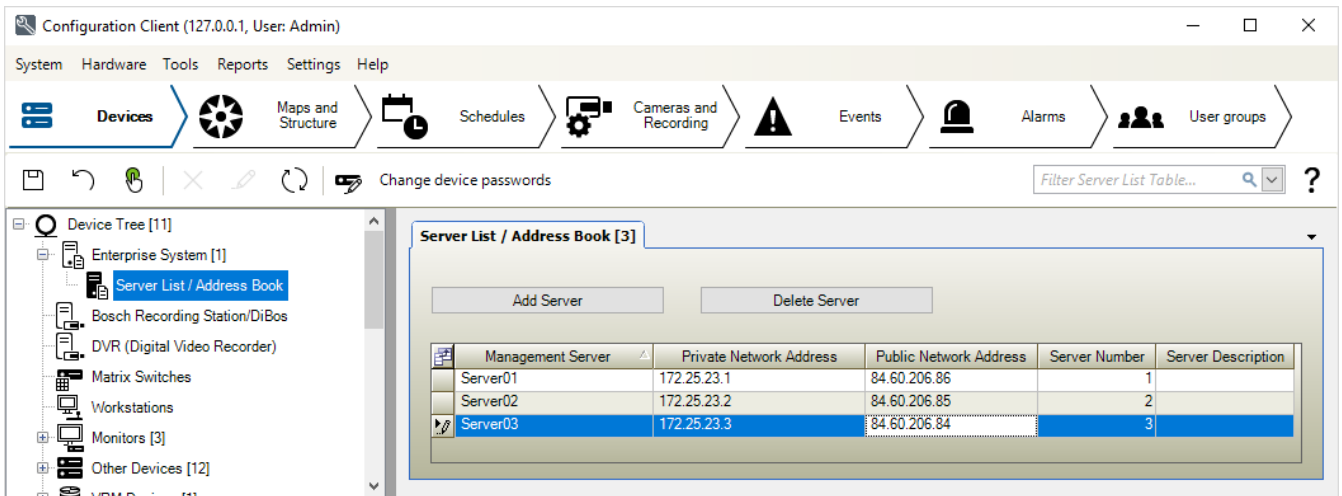 Configuration Client (127.0.0.1, User: Admin)
System Hardware Tools Reports Settings Help
Devices
Maps and
Structure
Schedules
Cameras and
Recording
Events
Alarms
User groups
Change device passwords
Filter Server List Table...
?
Device Tree [11]
Enterprise System [1]
Server List / Address Book
Bosch Recording Station/DiBos
DVR (Digital Video Recorder)
Matrix Switches
Workstations
Monitors [3]
Other Devices [12]
Server List / Address Book [3]
Add Server Delete Server
Management Server Private Network Address Public Network Address Server Number Server Description
Server01 172.25.23.1 84.60.206.86 1
Server02 172.25.23.2 84.60.206.85 2
Server03 172.25.23.3 84.60.206.84 3